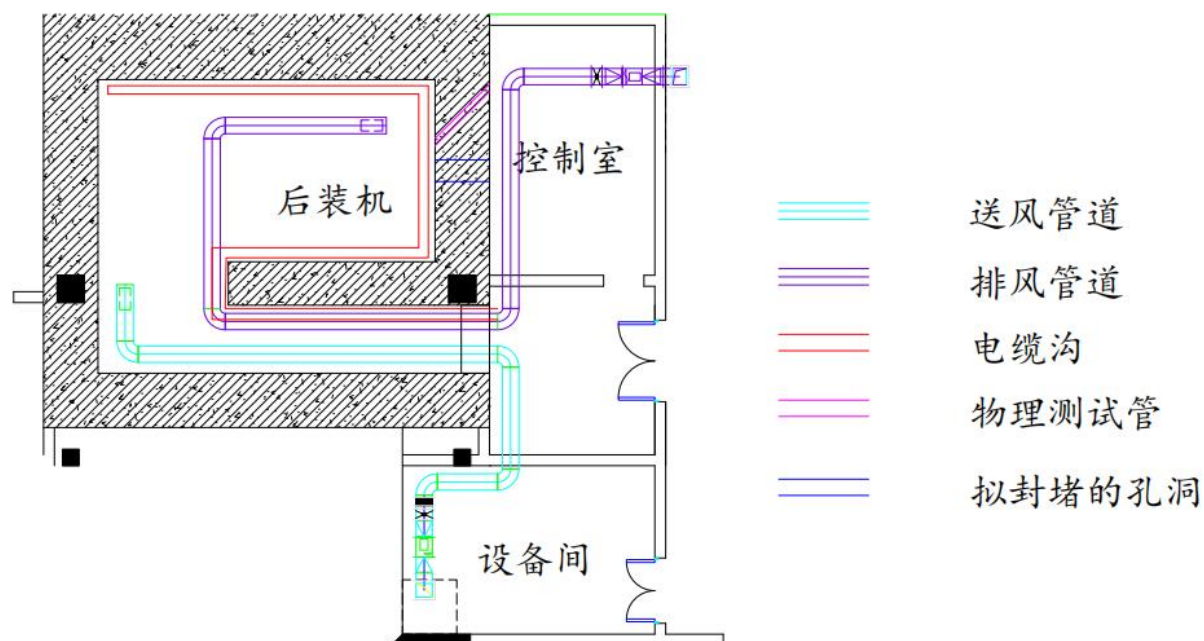 控制室
后装机
设备间
送风管道
排风管道
电缆沟
物理测试管
拟封堵的孔洞